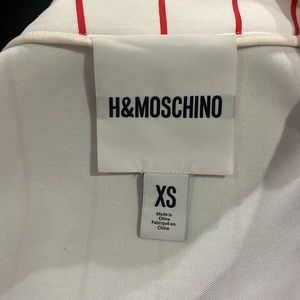 H&MOSCHINO
XS
Made in
China
Fabriqué en
Chine